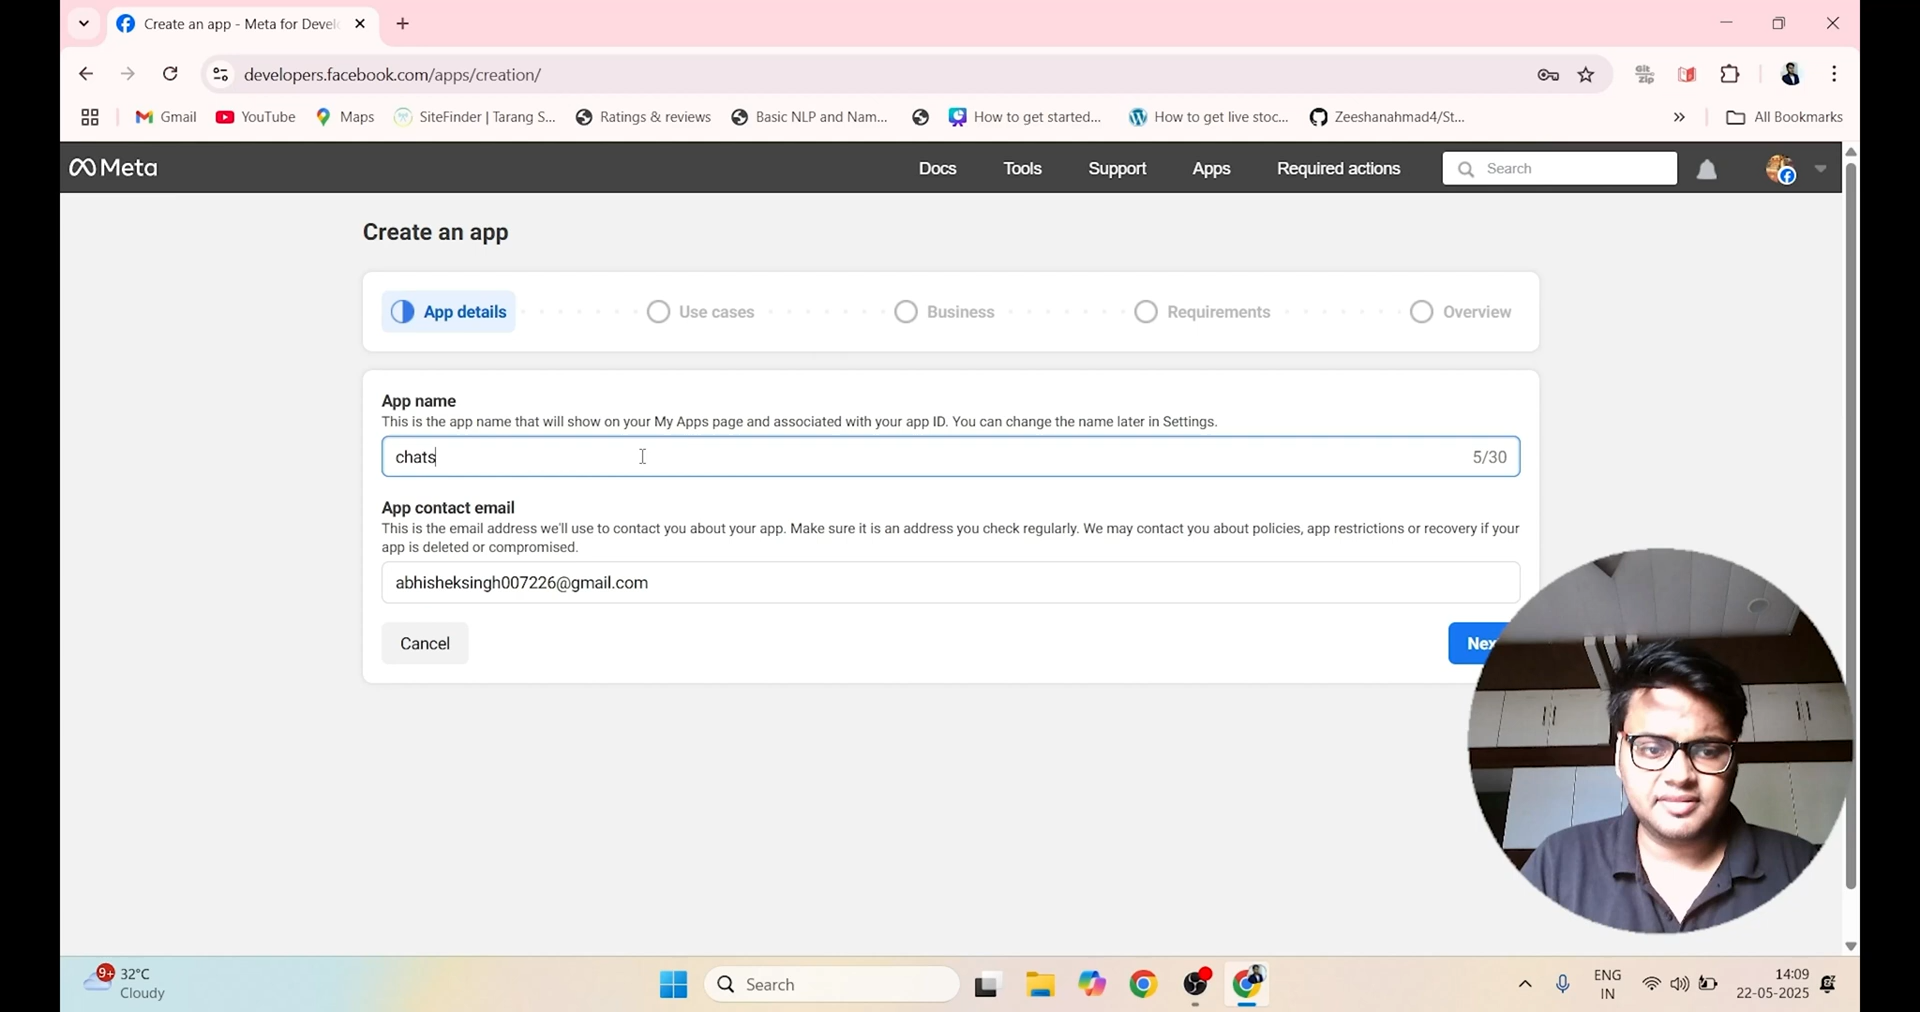 Create an app - Meta for Devel
developers.facebook.com/apps/creation/
Git Zip
Gmail YouTube Maps SiteFinder | Tarang S... Ratings & reviews Basic NLP and Nam... How to get started... How to get live stoc... Zeeshanahmad4/St... » All Bookmarks
Meta Docs Tools Support Apps Required actions Search
Create an app
App details Use cases Business Requirements Overview
App name
This is the app name that will show on your My Apps page and associated with your app ID. You can change the name later in Settings.
chats 5/30
App contact email
This is the email address we'll use to contact you about your app. Make sure it is an address you check regularly. We may contact you about policies, app restrictions or recovery if your
app is deleted or compromised.
abhisheksingh007226@gmail.com
Cancel Nex
9+ 32°C
Cloudy
Search
ENG
IN
14:09
22-05-2025